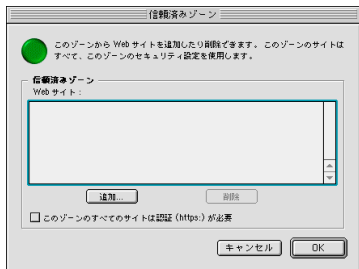 信頼済みゾーン
このゾーンから Web サイトを追加したり削除できます。このゾーンのサイトは
すべて、このゾーンのセキュリティ設定を使用します。
信頼済みゾーン
Web サイト：
追加...
削除
このゾーンのすべてのサイトは認証 (https:) が必要
キャンセル
OK